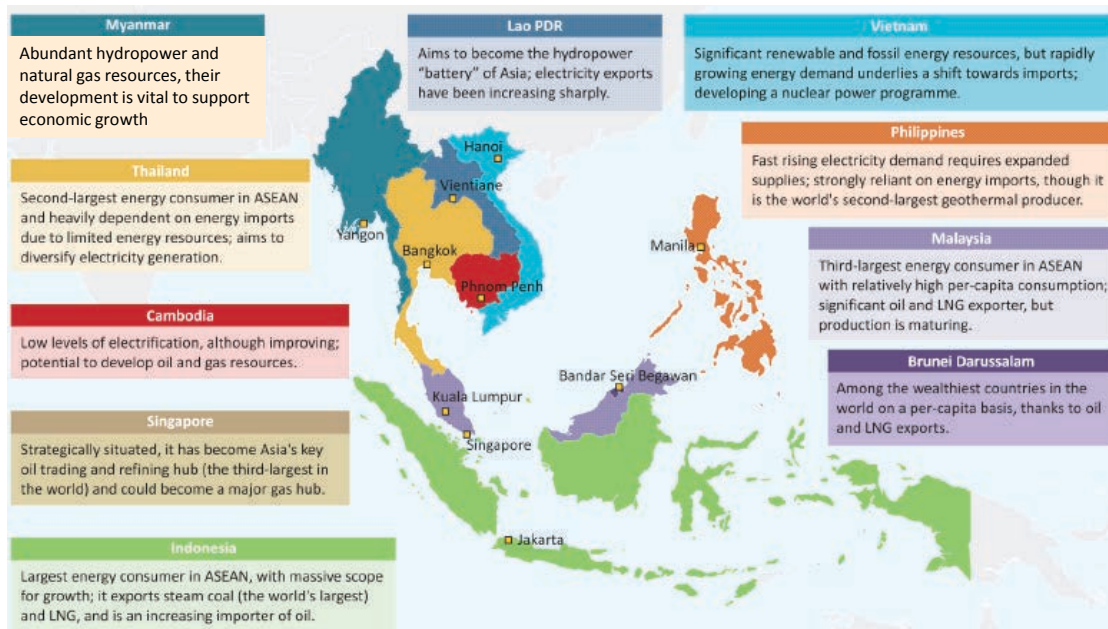 Myanmar
Abundant hydropower and
natural gas resources, their
development is vital to support
economic growth
Lao PDR
Aims to become the hydropower
"battery" of Asia; electricity exports
have been increasing sharply.
Vietnam
Significant renewable and fossil energy resources, but rapidly
growing energy demand underlies a shift towards imports;
developing a nuclear power programme.
Thailand
Second-largest energy consumer in ASEAN
and heavily dependent on energy imports
due to limited energy resources; aims to
diversify electricity generation.
Philippines
Fast rising electricity demand requires expanded
supplies; strongly reliant on energy imports, though it
is the world's second-largest geothermal producer.
Malaysia
Third-largest energy consumer in ASEAN
with relatively high per-capita consumption;
significant oil and LNG exporter, but
production is maturing.
Cambodia
Low levels of electrification, although improving;
potential to develop oil and gas resources.
Brunei Darussalam
Among the wealthiest countries in the
world on a per-capita basis, thanks to oil
and LNG exports.
Singapore
Strategically situated, it has become Asia's key
oil trading and refining hub (the third-largest in
the world) and could become a major gas hub.
Indonesia
Largest energy consumer in ASEAN, with massive scope
for growth; it exports steam coal (the world's largest)
and LNG, and is an increasing importer of oil.
Hanoi
Vientiane
Yangon
Bangkok
Manila
Phnom Penh
Bandar Seri Begawan
Kuala Lumpur
Singapore
Jakarta